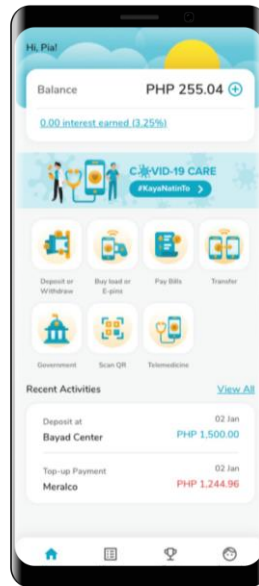 Hi, Pia!
Balance PHP 255.04
0.00 interest earned (3.25%)
COVID-19 CARE
#KayaNatinTo
Deposit or Withdraw
Buy load or E-pins
Pay Bills
Transfer
Government
Scan QR
Telemedicine
Recent Activities View All
Deposit at 02 Jan
Bayad Center PHP 1,500.00
Top-up Payment 02 Jan
Meralco PHP 1,244.96